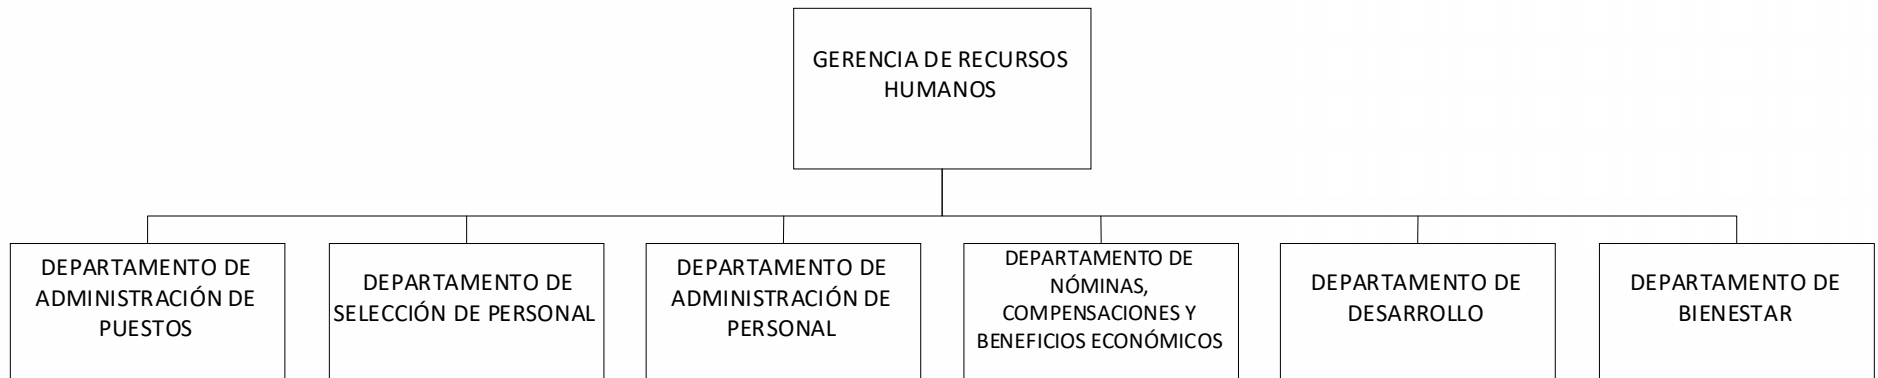 GERENCIA DE RECURSOS
HUMANOS
DEPARTAMENTO DE
ADMINISTRACIÓN DE
PUESTOS
DEPARTAMENTO DE
SELECCIÓN DE PERSONAL
DEPARTAMENTO DE
ADMINISTRACIÓN DE
PERSONAL
DEPARTAMENTO DE
NÓMINAS,
COMPENSACIONES Y
BENEFICIOS ECONÓMICOS
DEPARTAMENTO DE
DESARROLLO
DEPARTAMENTO DE
BIENESTAR